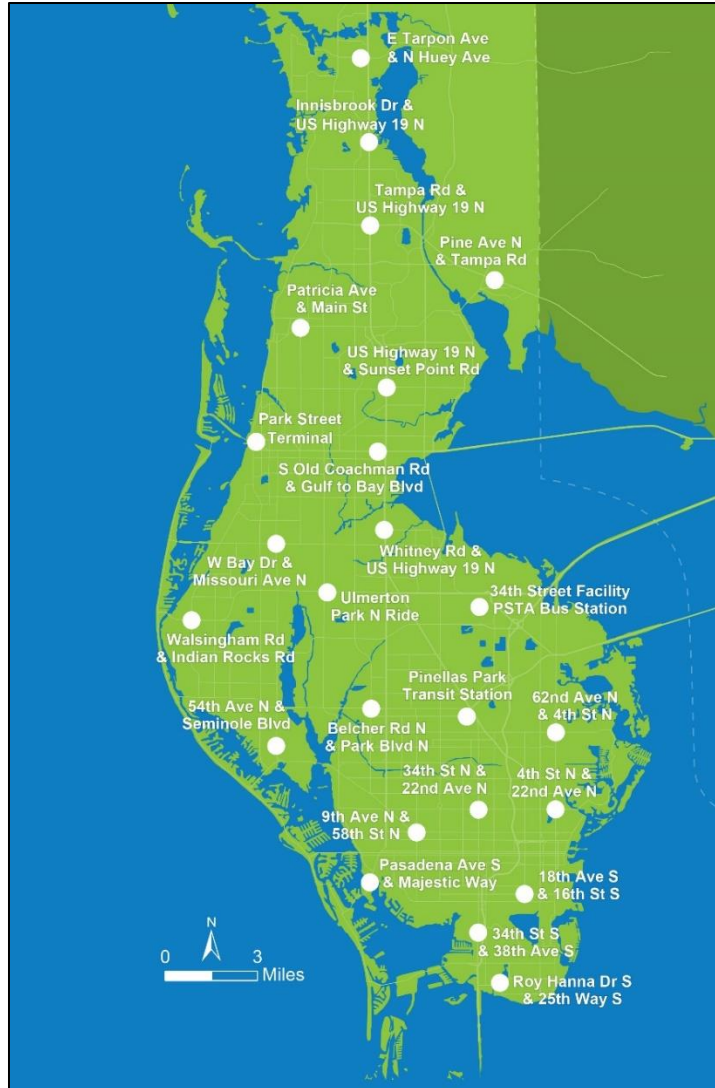 E Tarpon Ave
& N Huey Ave
Innisbrook Dr &
US Highway 19 N
Tampa Rd &
US Highway 19 N
Pine Ave N
& Tampa Rd
Patricia Ave
& Main St
US Highway 19 N
& Sunset Point Rd
Park Street
Terminal
S Old Coachman Rd
& Gulf to Bay Blvd
W Bay Dr &
Missouri Ave N
Whitney Rd &
US Highway 19 N
Ulmerton
Park N Ride
34th Street Facility
PSTA Bus Station
Walsingham Rd
& Indian Rocks Rd
Pinellas Park
Transit Station
54th Ave N &
Seminole Blvd
Belcher Rd N
& Park Blvd N
62nd Ave N
& 4th St N
34th St N &
22nd Ave N
4th St N &
22nd Ave N
9th Ave N &
58th St N
Pasadena Ave S
& Majestic Way
18th Ave S
& 16th St S
34th St S
& 38th Ave S
Roy Hanna Dr S
& 25th Way S
N
0 3
Miles